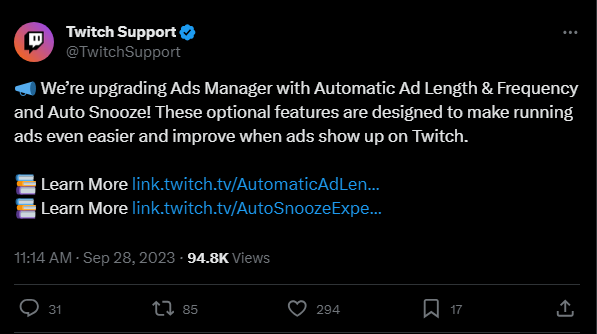 Twitch Support
@TwitchSupport
📣 We're upgrading Ads Manager with Automatic Ad Length & Frequency
and Auto Snooze! These optional features are designed to make running
ads even easier and improve when ads show up on Twitch.
📚 Learn More link.twitch.tv/AutomaticAdLen...
📚 Learn More link.twitch.tv/AutoSnoozeExpe...
11:14 AM · Sep 28, 2023 · 94.8K Views
31 85 294 17